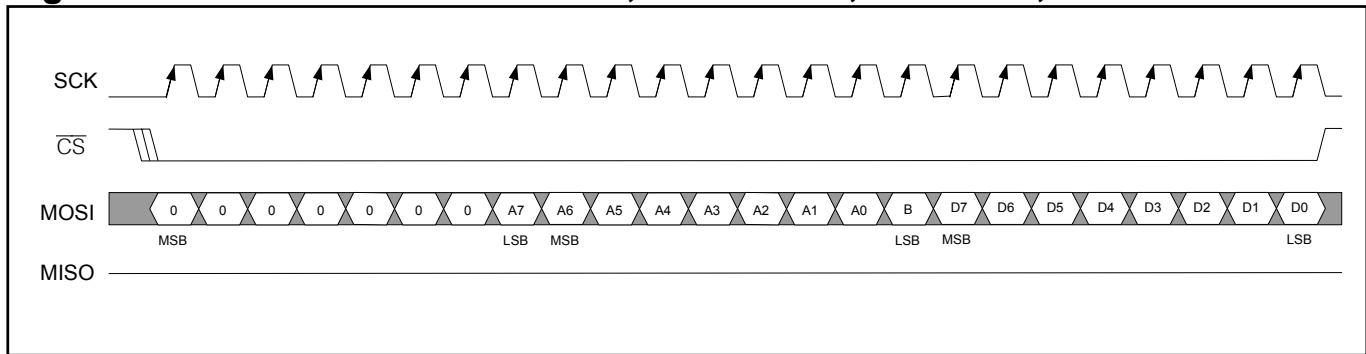 SCK
CS
MOSI 0 0 0 0 0 0 0 A7 A6 A5 A4 A3 A2 A1 A0 B D7 D6 D5 D4 D3 D2 D1 D0
MSB LSB MSB LSB MSB LSB
MISO